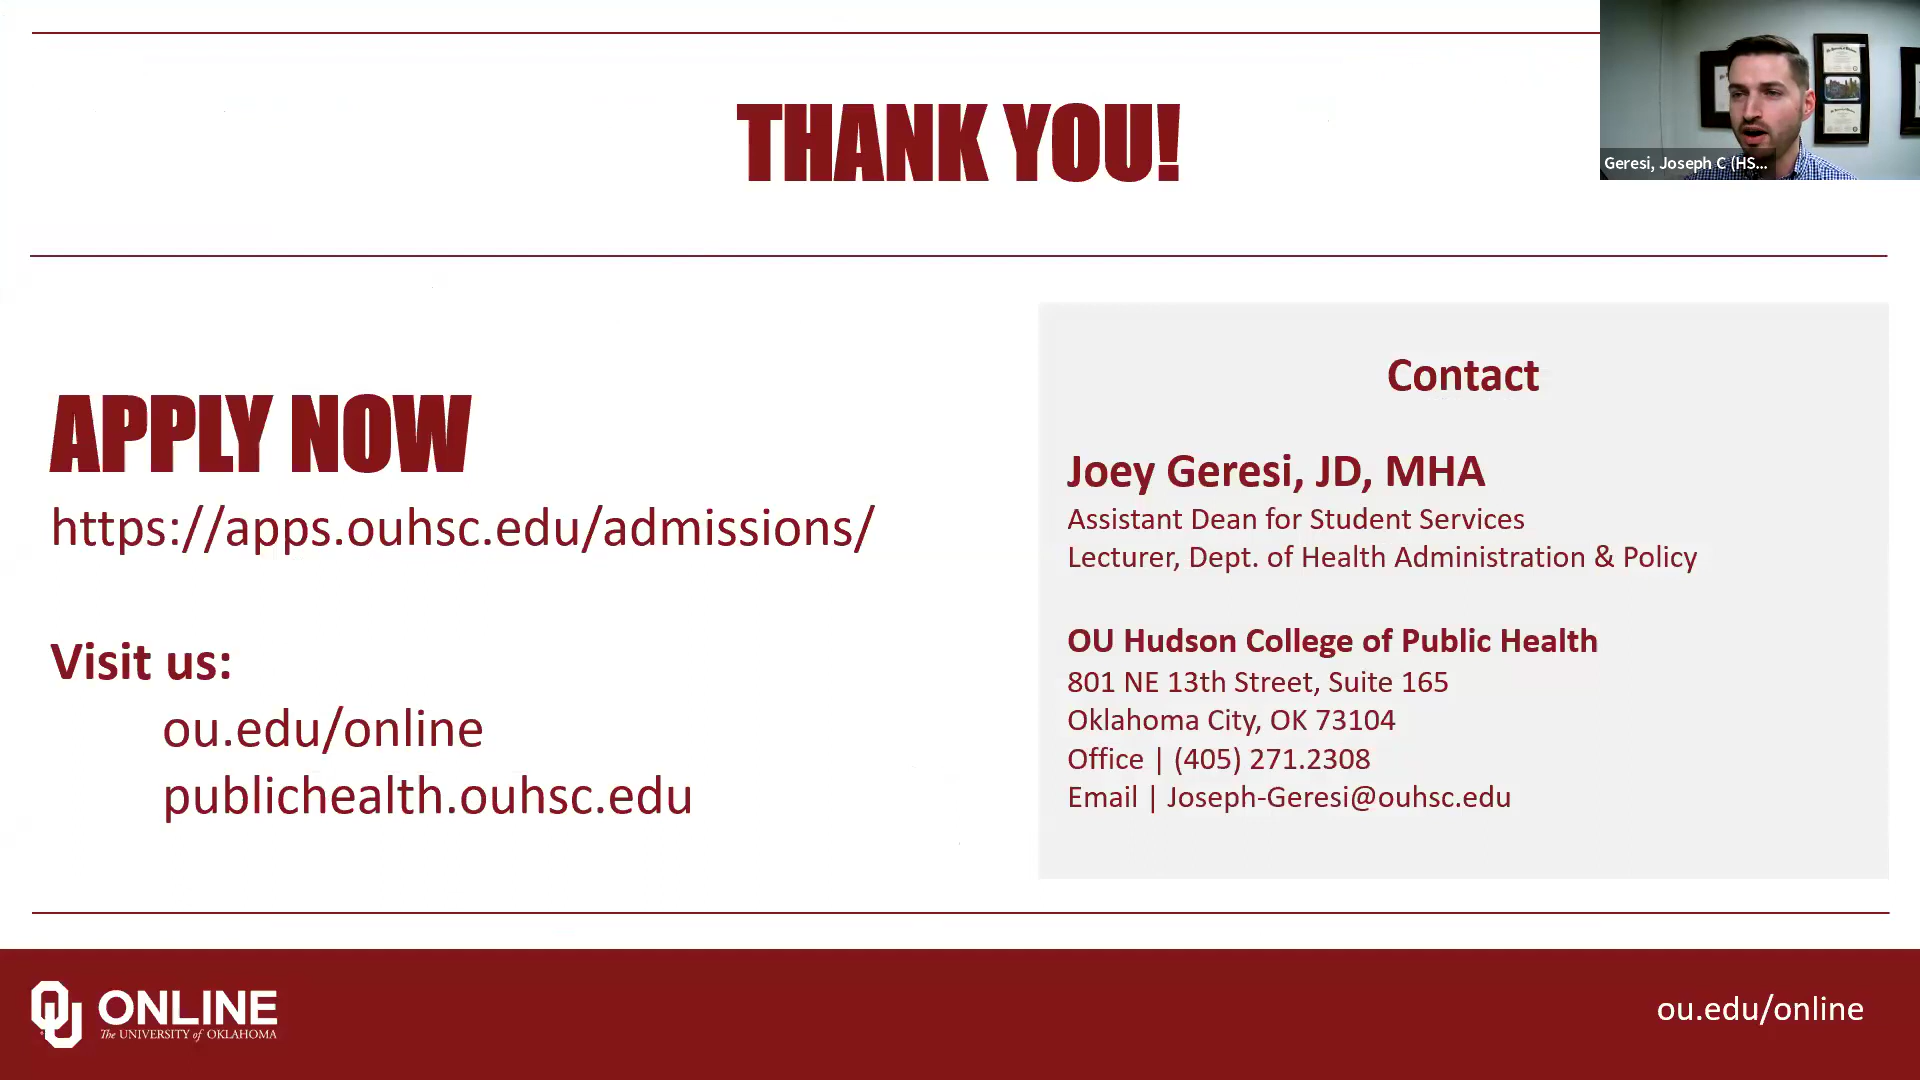 THANK YOU!
Geresi, Joseph C (HS...
APPLY NOW
https://apps.ouhsc.edu/admissions/
Visit us:
ou.edu/online
publichealth.ouhsc.edu
Contact
Joey Geresi, JD, MHA
Assistant Dean for Student Services
Lecturer, Dept. of Health Administration & Policy
OU Hudson College of Public Health
801 NE 13th Street, Suite 165
Oklahoma City, OK 73104
Office | (405) 271.2308
Email | Joseph-Geresi@ouhsc.edu
OU ONLINE
The UNIVERSITY of OKLAHOMA
ou.edu/online